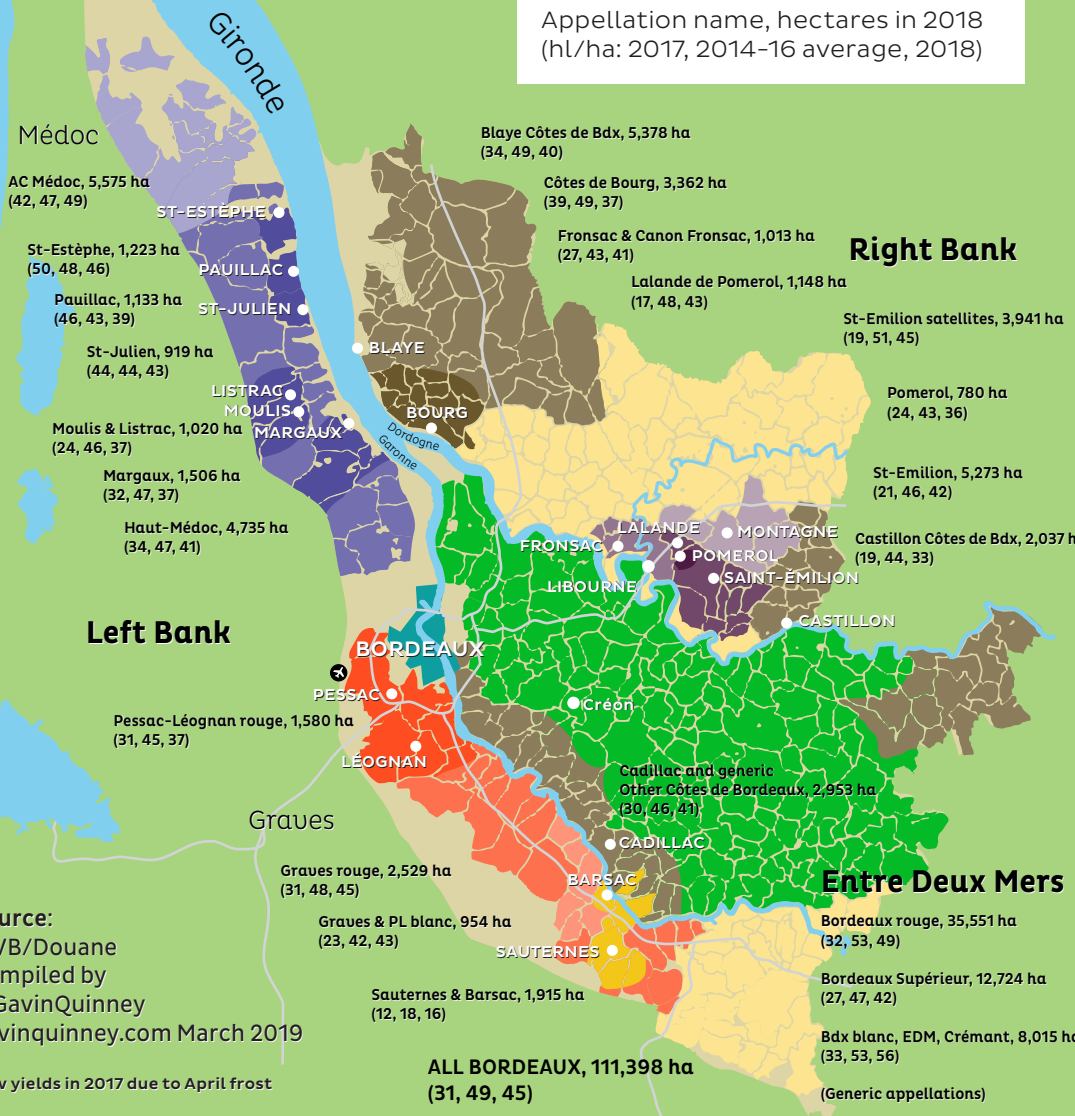 Appellation name, hectares in 2018
(hl/ha: 2017, 2014-16 average, 2018)
Gironde
Médoc
Blaye Côtes de Bdx, 5,378 ha
(34, 49, 40)
AC Médoc, 5,575 ha
(42, 47, 49)
Côtes de Bourg, 3,362 ha
(39, 49, 37)
ST-ESTÈPHE
Fronsac & Canon Fronsac, 1,013 ha
(27, 43, 41)
Right Bank
St-Estèphe, 1,223 ha
(50, 48, 46)
PAUILLAC
Lalande de Pomerol, 1,148 ha
(17, 48, 43)
Pauillac, 1,133 ha
(46, 43, 39)
ST-JULIEN
St-Emilion satellites, 3,941 ha
(19, 51, 45)
St-Julien, 919 ha
(44, 44, 43)
BLAYE
LISTRAC
MOULIS
MARGAUX
Pomerol, 780 ha
(24, 43, 36)
BOURG
Dordogne
Garonne
Moulis & Listrac, 1,020 ha
(24, 46, 37)
Margaux, 1,506 ha
(32, 47, 37)
St-Emilion, 5,273 ha
(21, 46, 42)
Haut-Médoc, 4,735 ha
(34, 47, 41)
LALANDE
MONTAGNE
FRONSAC
POMEROL
Castillon Côtes de Bdx, 2,037 h
(19, 44, 33)
LIBOURNE
SAINT-ÉMILION
CASTILLON
Left Bank
BORDEAUX
PESSAC
Créon
Pessac-Léognan rouge, 1,580 ha
(31, 45, 37)
LÉOGNAN
Cadillac and generic
Other Côtes de Bordeaux, 2,953 ha
(30, 46, 41)
Graves
CADILLAC
Graves rouge, 2,529 ha
(31, 48, 45)
BARSAC
Entre Deux Mers
Bordeaux rouge, 35,551 ha
(32, 53, 49)
Graves & PL blanc, 954 ha
(23, 42, 43)
SAUTERNES
Bordeaux Supérieur, 12,724 ha
(27, 47, 42)
Sauternes & Barsac, 1,915 ha
(12, 18, 16)
Bdx blanc, EDM, Crémant, 8,015 ha
(33, 53, 56)
(Generic appellations)
urce:
VB/Douane
mpiled by
GavinQuinney
vinquinney.com March 2019
w yields in 2017 due to April frost
ALL BORDEAUX, 111,398 ha
(31, 49, 45)